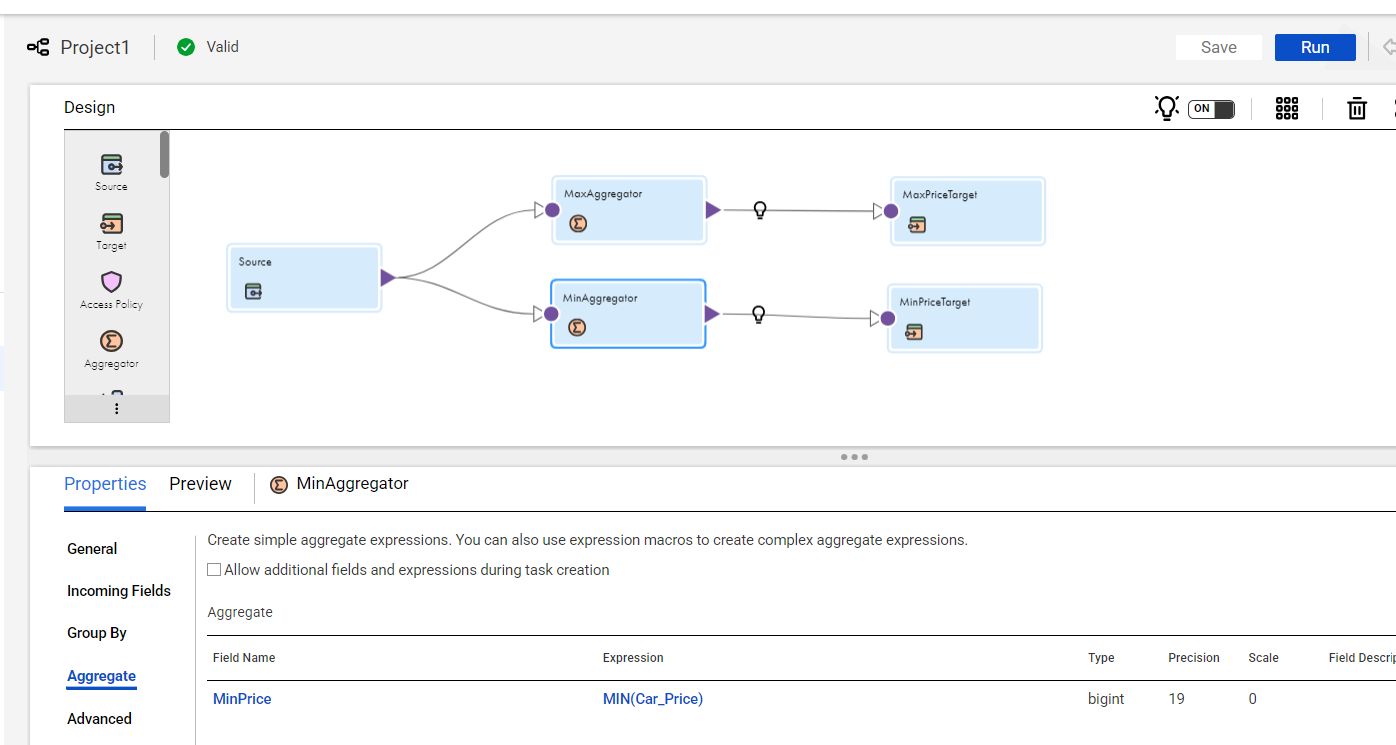 Project1
Valid
Save
Run
Design
ON
Source
Target
Access Policy
Aggregator
Source
MaxAggregator
MaxPriceTarget
MinAggregator
MinPriceTarget
Properties
Preview
MinAggregator
General
Incoming Fields
Group By
Aggregate
Advanced
Create simple aggregate expressions. You can also use expression macros to create complex aggregate expressions.
Allow additional fields and expressions during task creation
Aggregate
Field Name Expression Type Precision Scale Field Descrip
MinPrice MIN(Car_Price) bigint 19 0